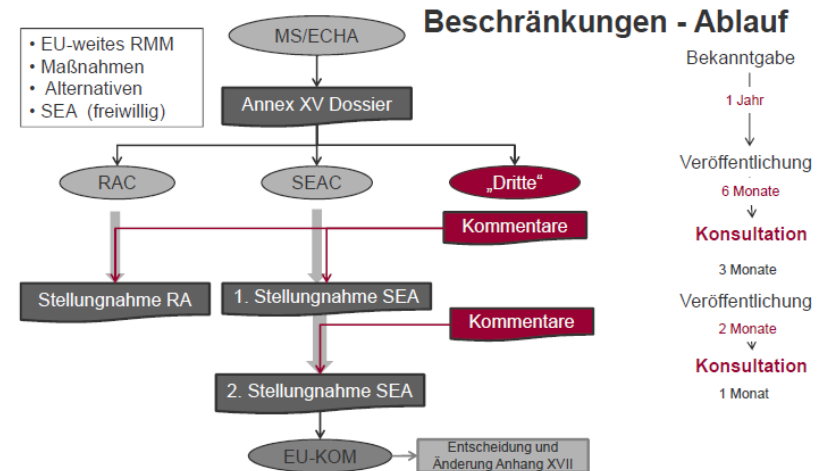 Beschränkungen - Ablauf
• EU-weites RMM
• Maßnahmen
• Alternativen
• SEA (freiwillig)
MS/ECHA
Annex XV Dossier
RAC
SEAC
„Dritte“
Kommentare
Stellungnahme RA
1. Stellungnahme SEA
Kommentare
2. Stellungnahme SEA
EU-KOM
Entscheidung und
Änderung Anhang XVII
Bekanntgabe
1 Jahr
Veröffentlichung
6 Monate
Konsultation
3 Monate
Veröffentlichung
2 Monate
Konsultation
1 Monat